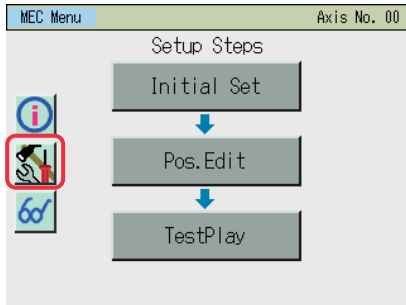 MEC Menu Axis No. 00
Setup Steps
Initial Set
Pos.Edit
TestPlay